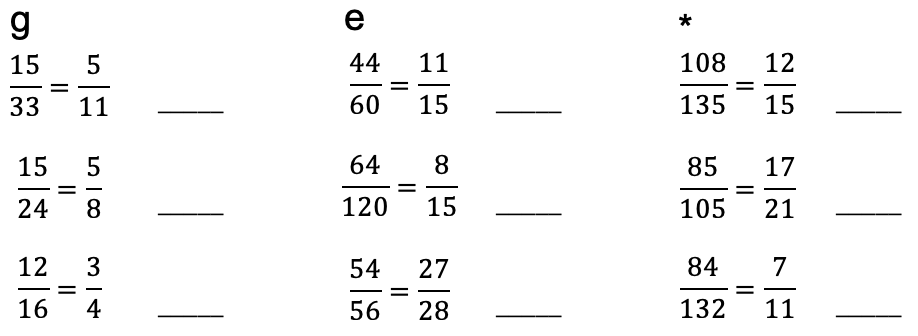 g e *
15/33 = 5/11 ____ 44/60 = 11/15 ____ 108/135 = 12/15 ____
15/24 = 5/8 ____ 64/120 = 8/15 ____ 85/105 = 17/21 ____
12/16 = 3/4 ____ 54/56 = 27/28 ____ 84/132 = 7/11 ____